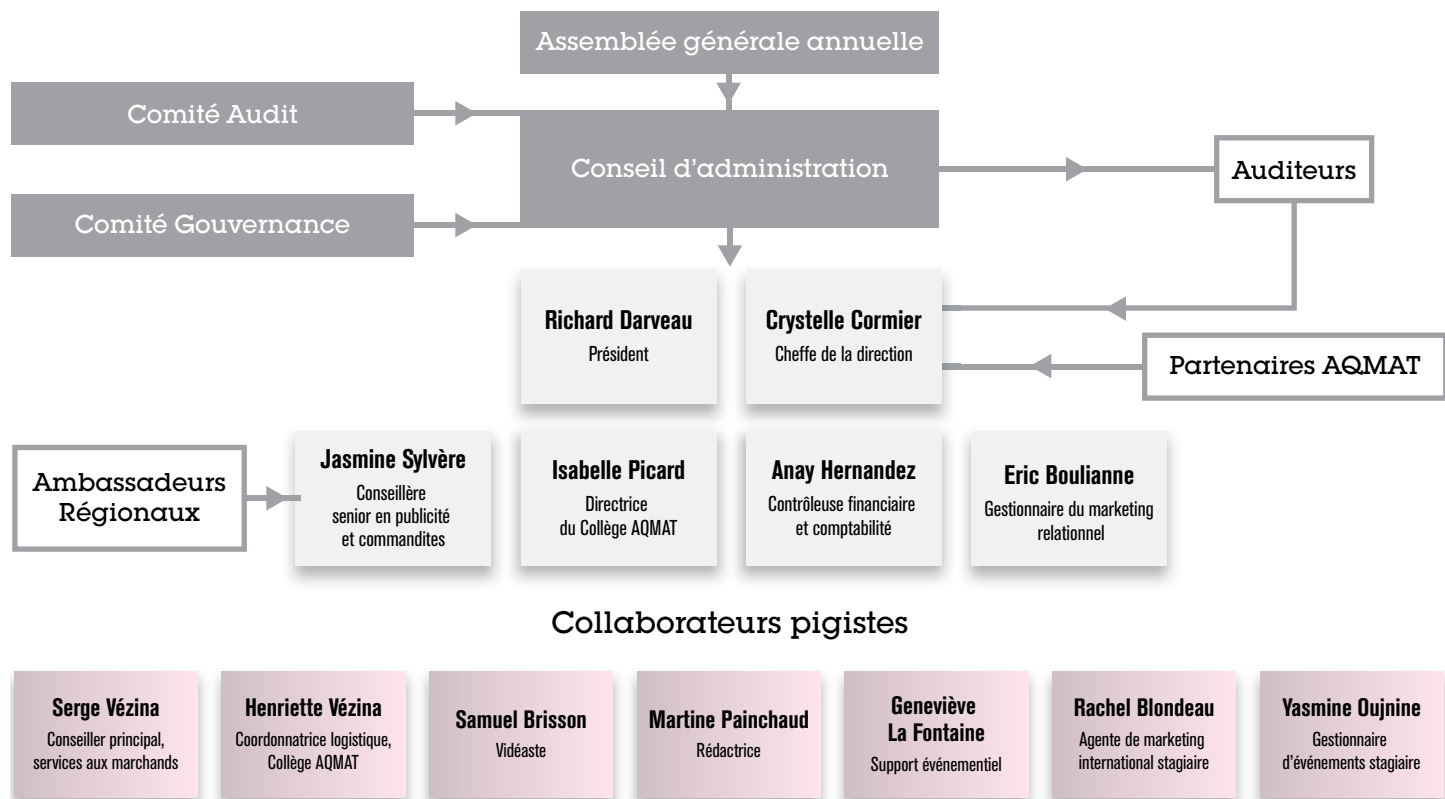 Assemblée générale annuelle
Comité Audit
Conseil d'administration
Auditeurs
Comité Gouvernance
Richard Darveau
Président
Crystelle Cormier
Cheffe de la direction
Partenaires AQMAT
Ambassadeurs
Régionaux
Jasmine Sylvère
Conseillère
senior en publicité
et commandites
Isabelle Picard
Directrice
du Collège AQMAT
Anay Hernandez
Contrôleuse financiaire
et comptabilité
Eric Boulianne
Gestionnaire du marketing
relationnel
Collaborateurs pigistes
Serge Vézina
Conseiller principal,
services aux marchands
Henriette Vézina
Coordonnatrice logistique,
Collège AQMAT
Samuel Brisson
Vidéaste
Martine Painchaud
Rédactrice
Geneviève
La Fontaine
Support événementiel
Rachel Blondeau
Agente de marketing
international stagiaire
Yasmine Oujnine
Gestionnaire
d'événements stagiaire